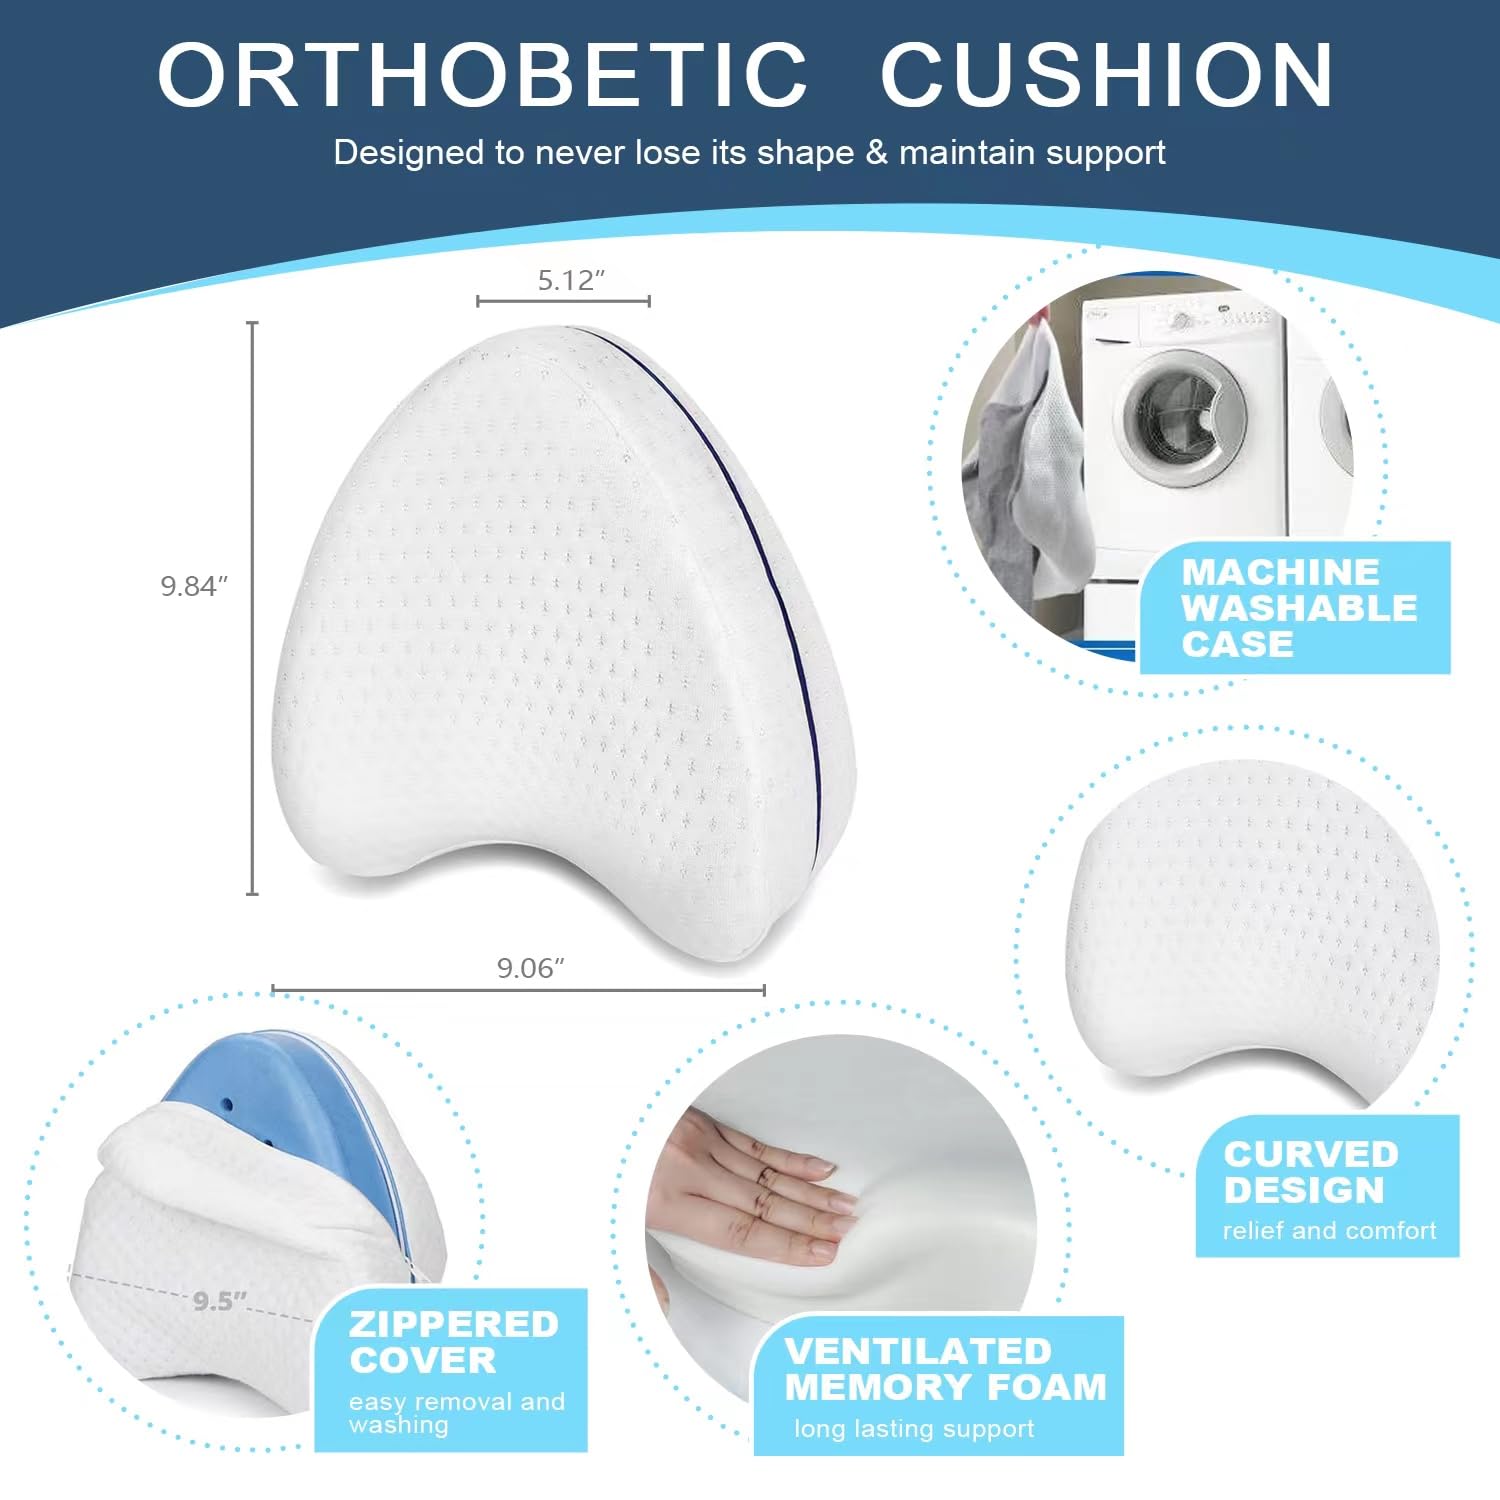 ORTHOBETIC CUSHION
Designed to never lose its shape & maintain support
5.12”
9.84”
9.06”
MACHINE
WASHABLE
CASE
CURVED
DESIGN
relief and comfort
9.5”
ZIPPERED
COVER
easy removal and
washing
VENTILATED
MEMORY FOAM
long lasting support